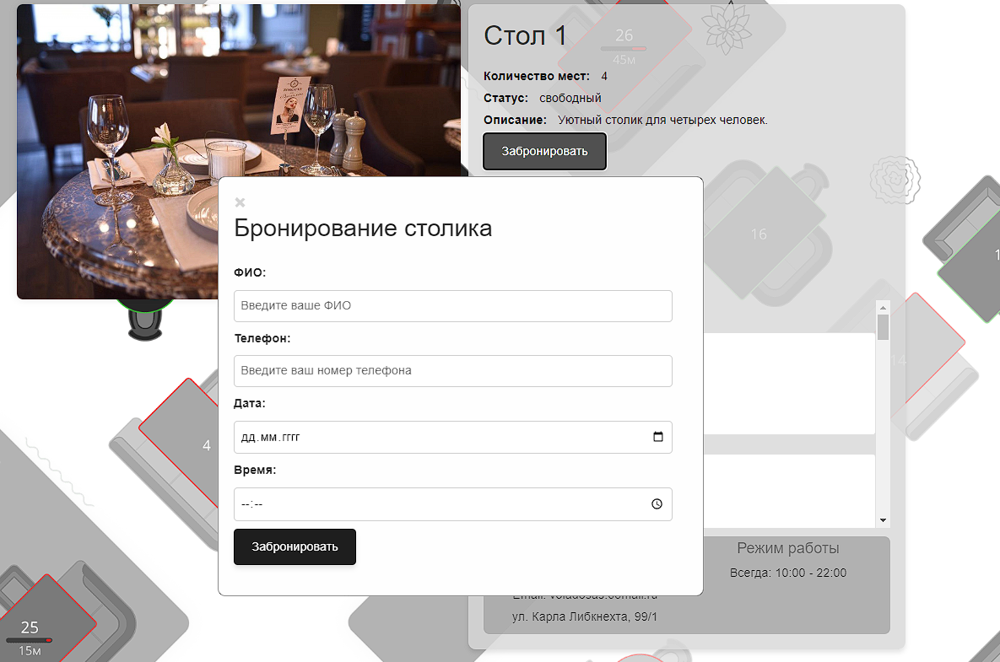 Стол 1
26
45м
Количество мест: 4
Статус: свободный
Описание: Уютный столик для четырех человек.
Забронировать
16
1
×
Бронирование столика
ФИО:
Введите ваше ФИО
Телефон:
Введите ваш номер телефона
Дата:
дд.мм.гггг
Время:
--:--
Забронировать
14
4
Режим работы
Всегда: 10:00 - 22:00
ул. Карла Либкнехта, 99/1
25
15м